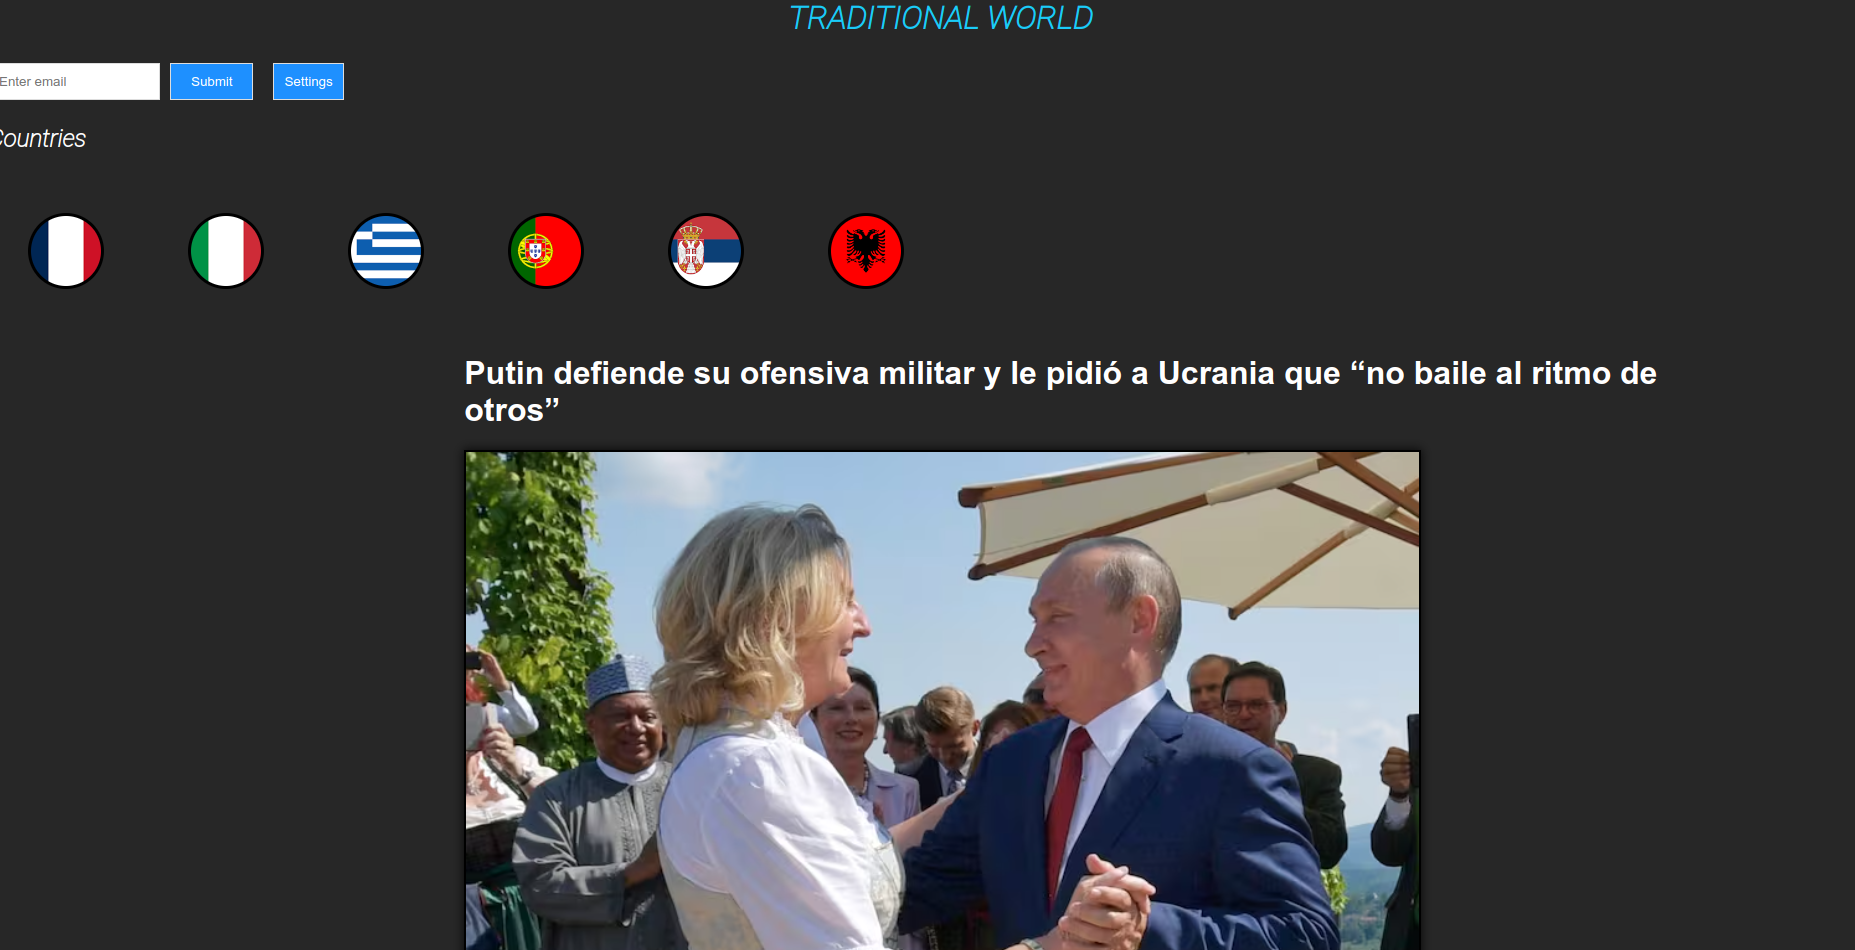 TRADITIONAL WORLD
Enter email
Submit
Settings
Countries
Putin defiende su ofensiva militar y le pidió a Ucrania que “no baile al ritmo de
otros”